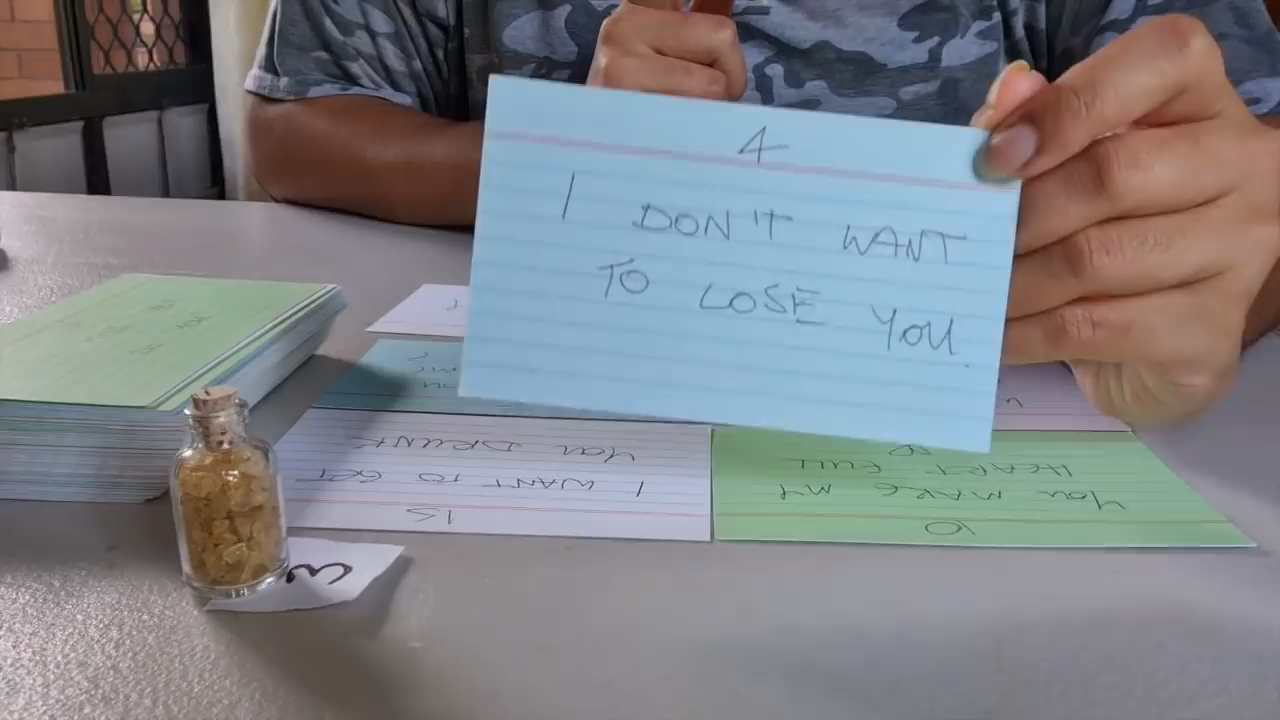 4
I DON'T WANT
TO LOSE YOU.
15
I WANT TO GET
YOU DRUNK
10
YOU MAKE MY
HEART FULL
3